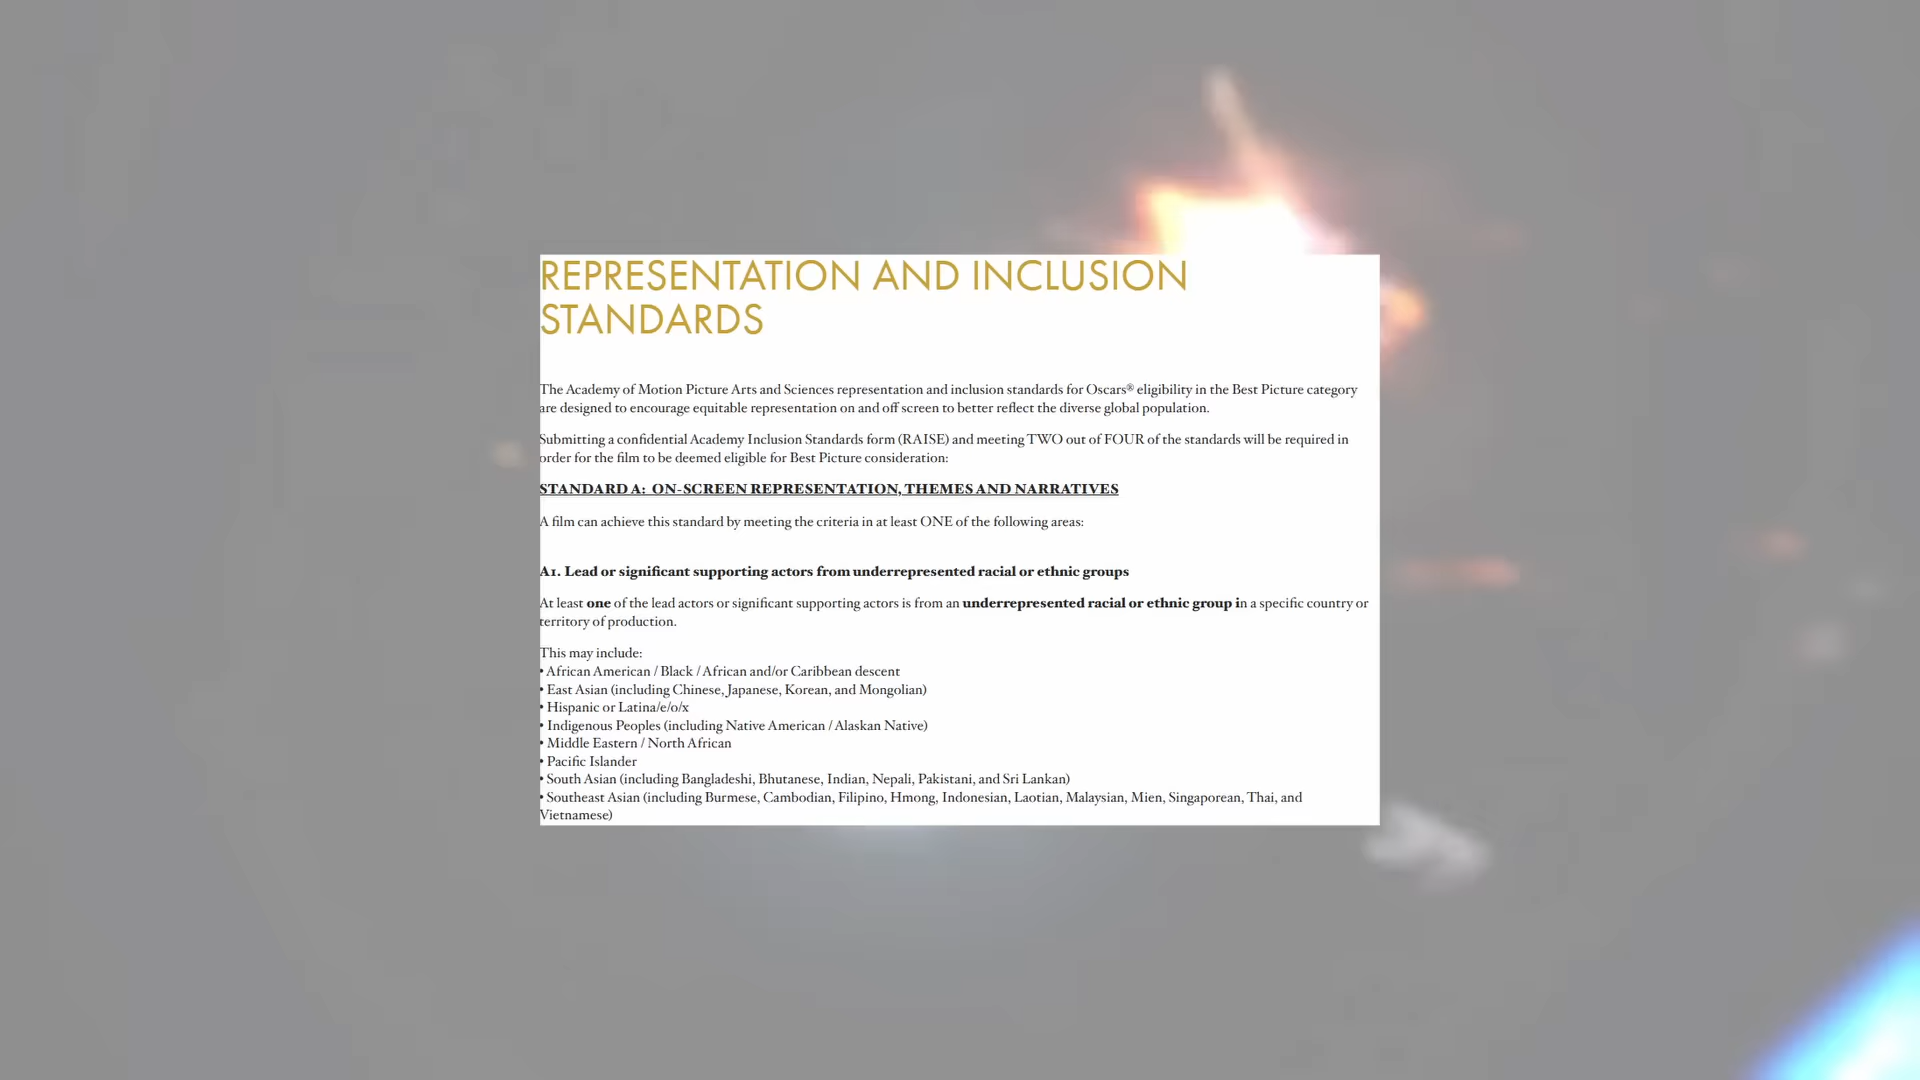 REPRESENTATION AND INCLUSION
STANDARDS
The Academy of Motion Picture Arts and Sciences representation and inclusion standards for Oscars® eligibility in the Best Picture category
are designed to encourage equitable representation on and off screen to better reflect the diverse global population.
Submitting a confidential Academy Inclusion Standards form (RAISE) and meeting TWO out of FOUR of the standards will be required in
order for the film to be deemed eligible for Best Picture consideration:
STANDARD A: ON-SCREEN REPRESENTATION, THEMES AND NARRATIVES
A film can achieve this standard by meeting the criteria in at least ONE of the following areas:
A1. Lead or significant supporting actors from underrepresented racial or ethnic groups
At least one of the lead actors or significant supporting actors is from an underrepresented racial or ethnic group in a specific country or
territory of production.
This may include:
• African American / Black / African and/or Caribbean descent
• East Asian (including Chinese, Japanese, Korean, and Mongolian)
• Hispanic or Latina/e/o/x
• Indigenous Peoples (including Native American / Alaskan Native)
• Middle Eastern / North African
• Pacific Islander
• South Asian (including Bangladeshi, Bhutanese, Indian, Nepali, Pakistani, and Sri Lankan)
• Southeast Asian (including Burmese, Cambodian, Filipino, Hmong, Indonesian, Laotian, Malaysian, Mien, Singaporean, Thai, and
Vietnamese)